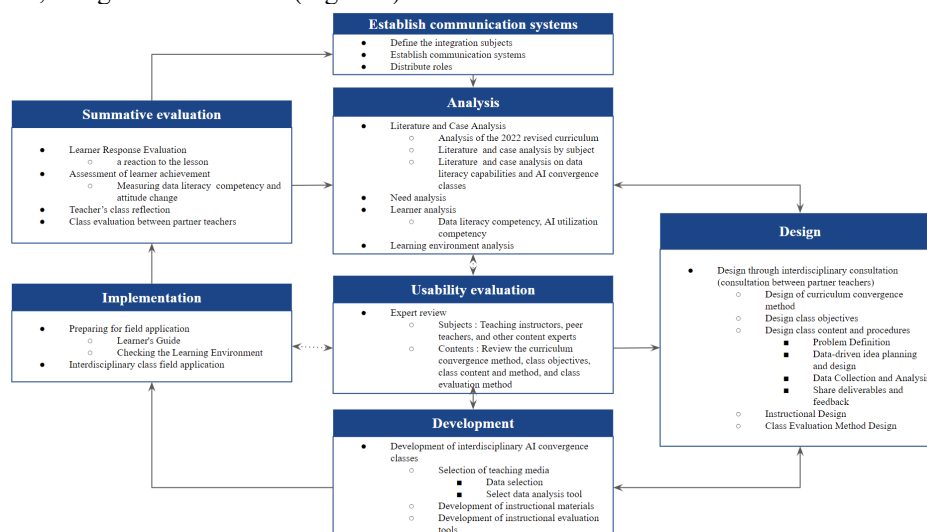 Establish communication systems
● Define the integration subjects
● Establish communication systems
● Distribute roles
Analysis
● Literature and Case Analysis
○ Analysis of the 2022 revised curriculum
○ Literature and case analysis by subject
○ Literature and case analysis on data
literacy capabilities and AI convergence
classes
● Need analysis
● Learner analysis
○ Data literacy competency, AI utilization
competency
● Learning environment analysis
Summative evaluation
● Learner Response Evaluation
○ a reaction to the lesson
● Assessment of learner achievement
○ Measuring data literacy competency and
attitude change
● Teacher's class reflection
● Class evaluation between partner teachers
Design
● Design through interdisciplinary consultation
(consultation between partner teachers)
○ Design of curriculum convergence
method
○ Design class objectives
○ Design class content and procedures
■ Problem Definition
■ Data-driven idea planning
and design
■ Data Collection and Analysis
■ Share deliverables and
feedback
○ Instructional Design
○ Class Evaluation Method Design
Implementation
● Preparing for field application
○ Learner's Guide
○ Checking the Learning Environment
● Interdisciplinary class field application
Usability evaluation
● Expert review
○ Subjects : Teaching instructors, peer
teachers, and other content experts
○ Contents : Review the curriculum
convergence method, class objectives,
class content and method, and class
evaluation method
Development
● Development of interdisciplinary AI convergence
classes
○ Selection of teaching media
■ Data selection
■ Select data analysis tool
○ Development of instructional materials
○ Development of instructional evaluation
tools